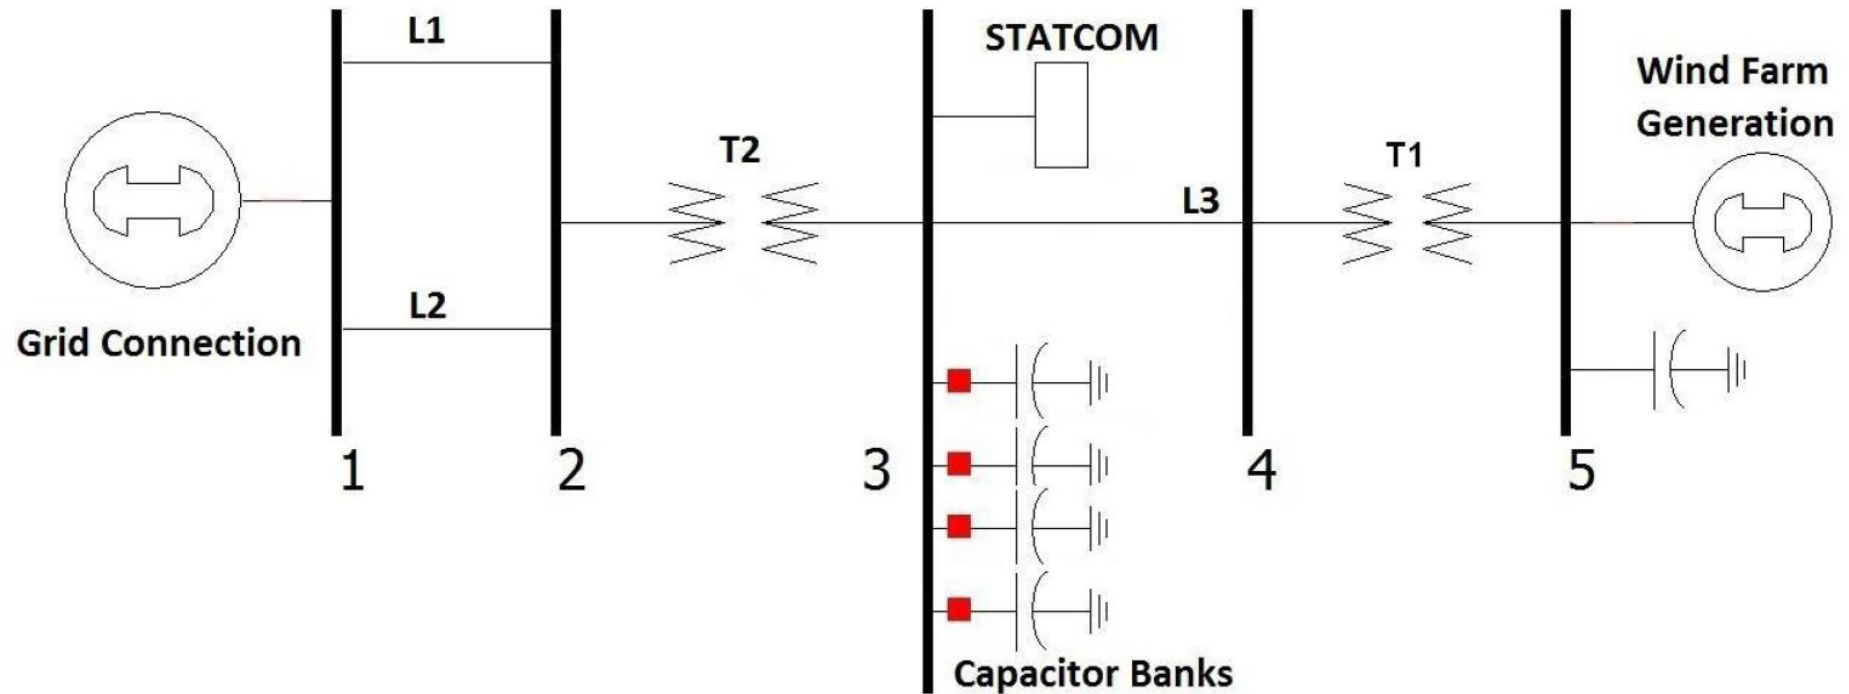 L1
STATCOM
Wind Farm
Generation
T2
T1
L3
L2
Grid Connection
1
2
3
4
5
Capacitor Banks